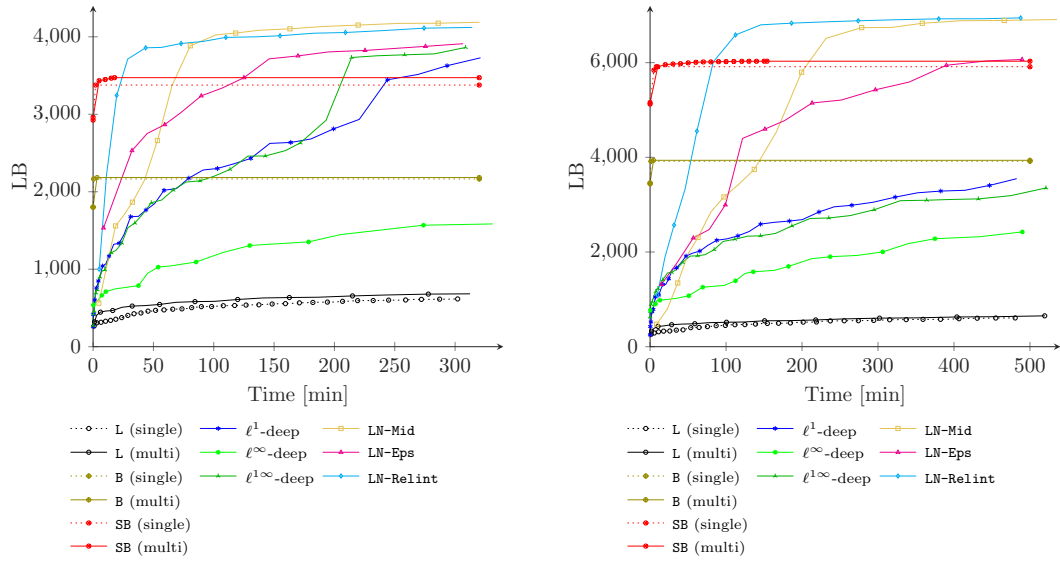 4,000
3,000
2,000
1,000
0
LB
0 50 100 150 200 250 300
Time [min]
L (single) ℓ¹-deep LN-Mid
L (multi) ℓ∞-deep LN-Eps
B (single) ℓ¹∞-deep LN-Relint
B (multi)
SB (single)
SB (multi)
6,000
4,000
2,000
0
LB
0 100 200 300 400 500
Time [min]
L (single) ℓ¹-deep LN-Mid
L (multi) ℓ∞-deep LN-Eps
B (single) ℓ¹∞-deep LN-Relint
B (multi)
SB (single)
SB (multi)